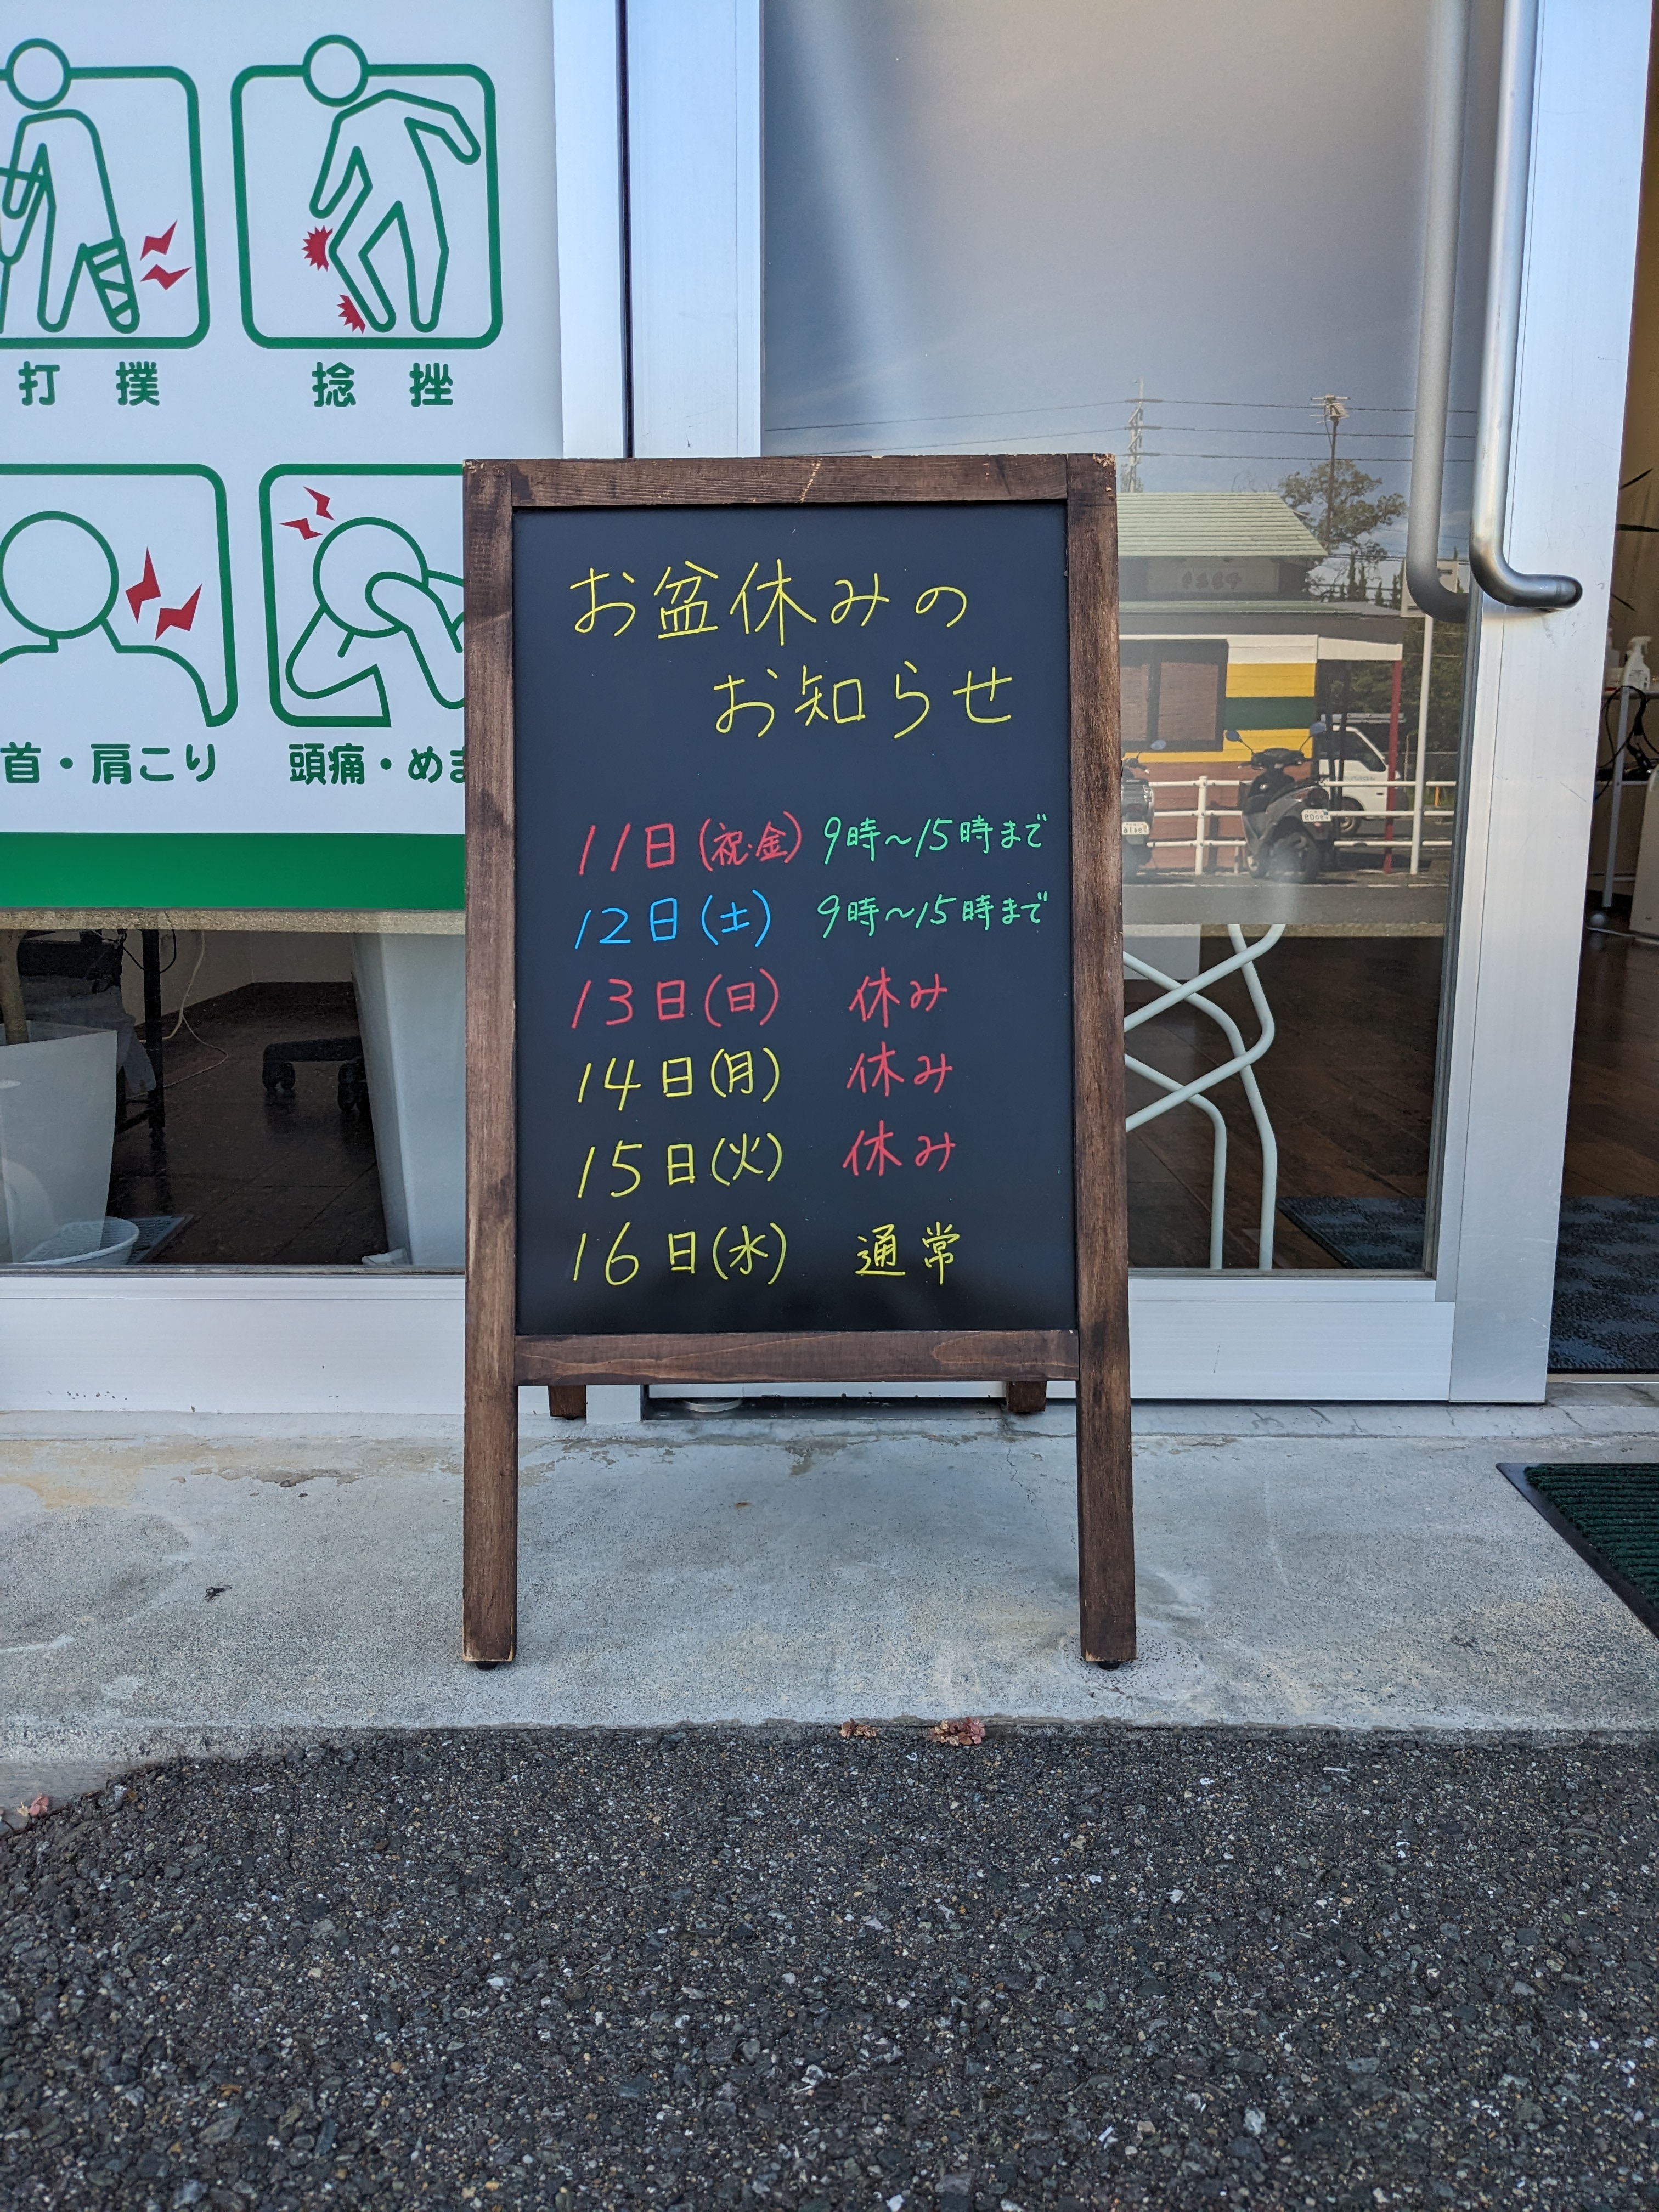 打撲
捻挫
首・肩こり
頭痛・めま
お盆休みの
お知らせ
11日(祝・金) 9時～15時まで
12日(土) 9時～15時まで
13日(日) 休み
14日(月) 休み
15日(火) 休み
16日(水) 通常